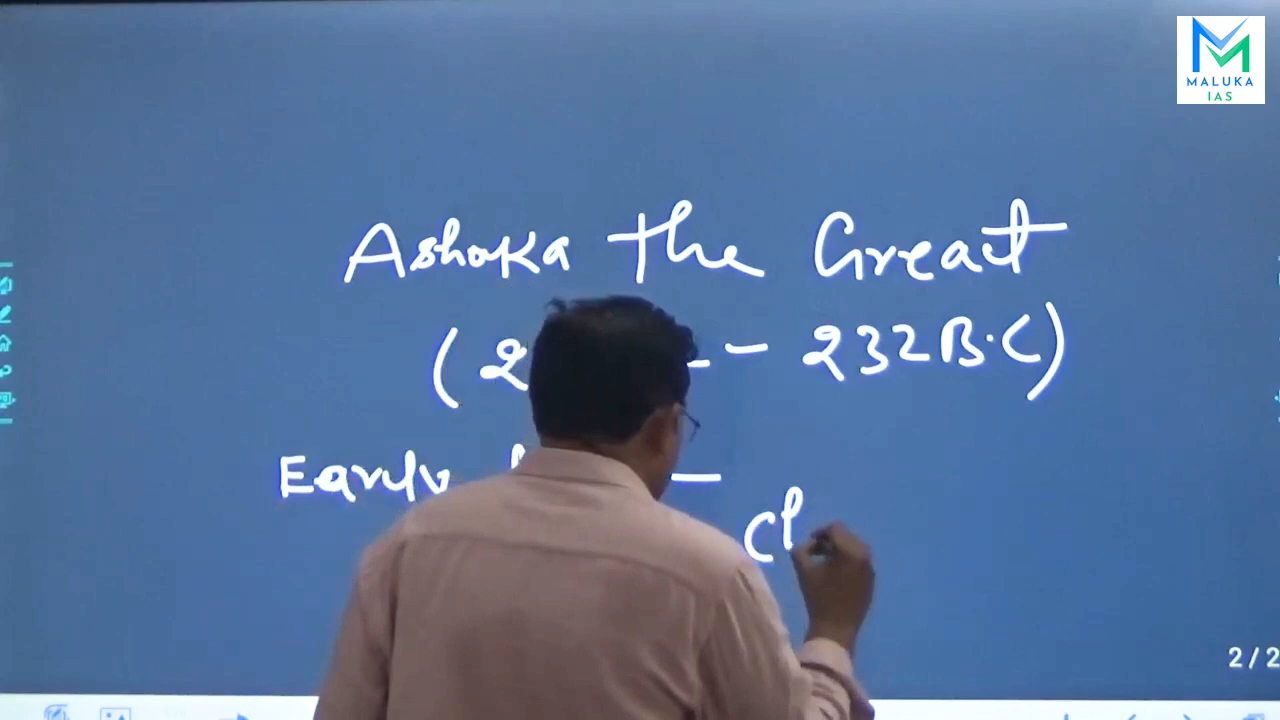 MALUKA
IAS
Ashoka the Great
(2 - 232 B.C)
Early -
2/2